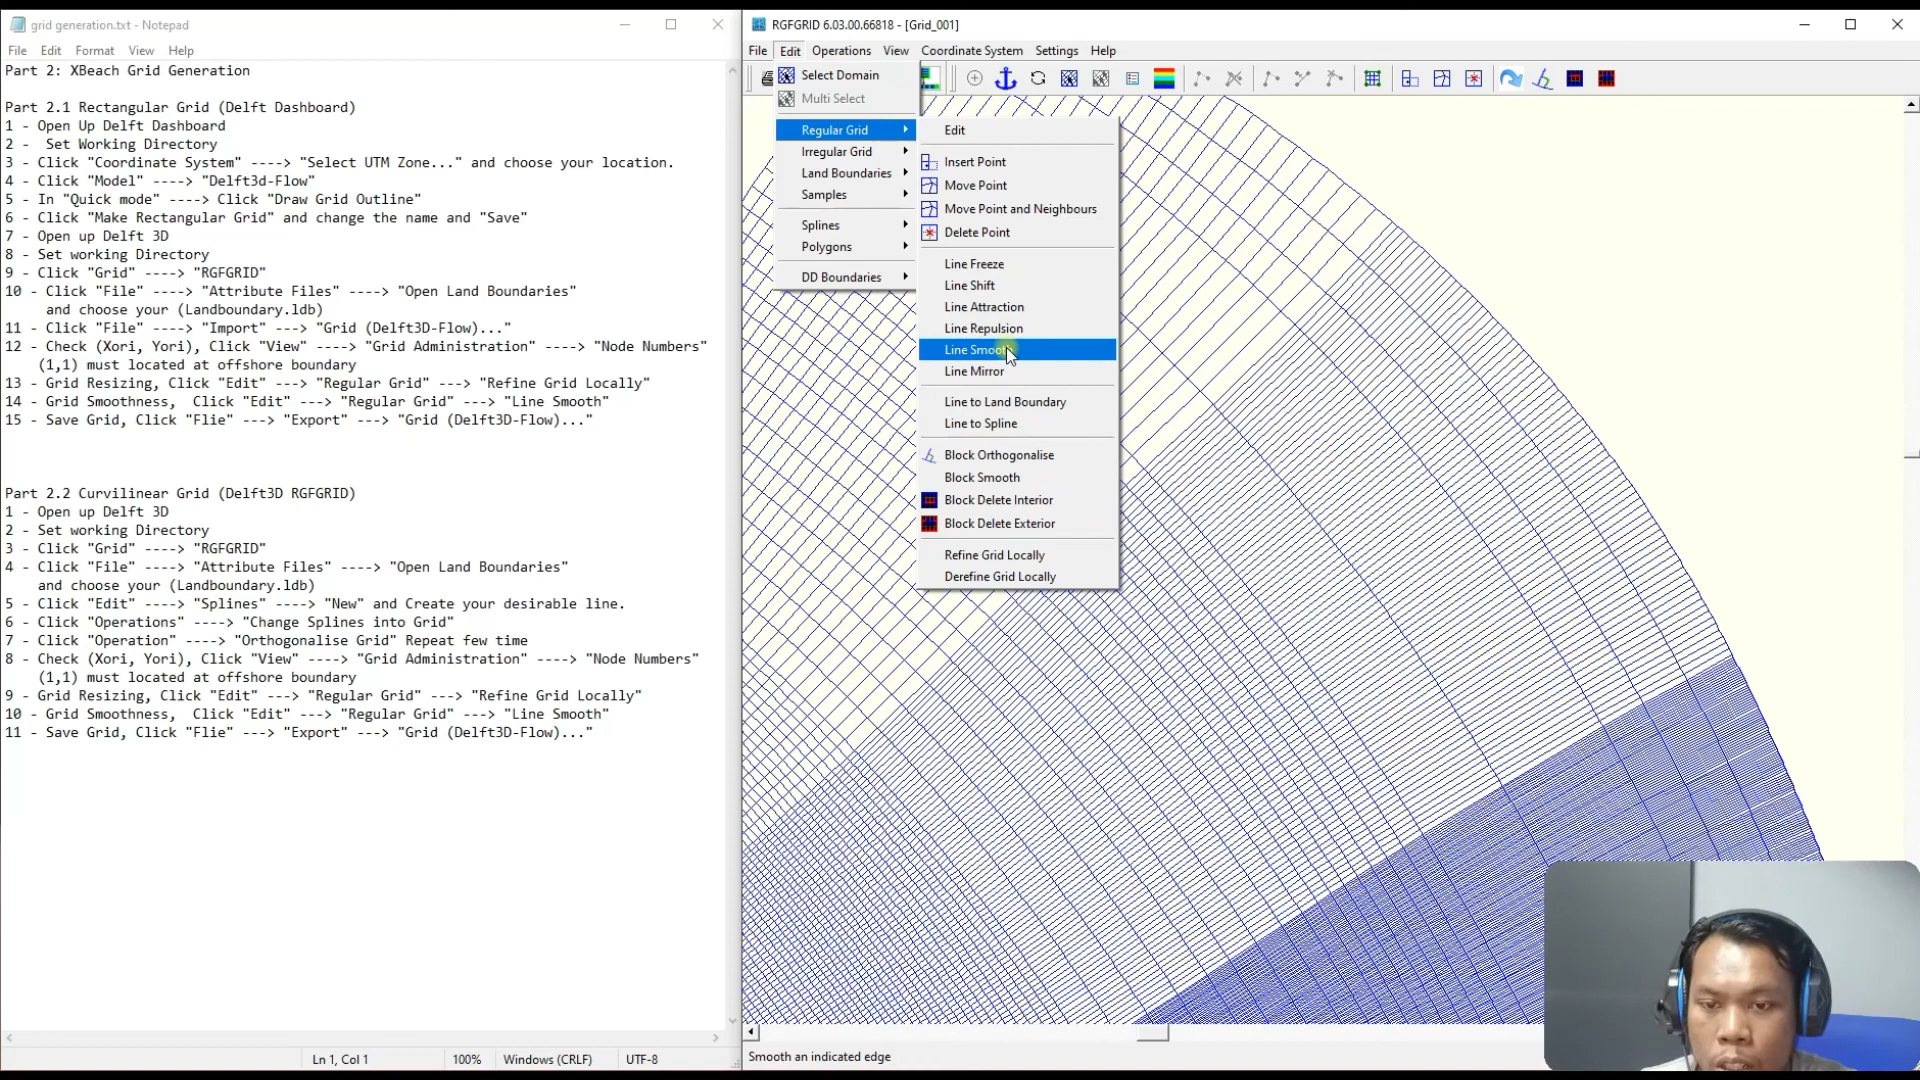 grid generation.txt - Notepad
File Edit Format View Help
Part 2: XBeach Grid Generation
Part 2.1 Rectangular Grid (Delft Dashboard)
1 - Open Up Delft Dashboard
2 - Set Working Directory
3 - Click "Coordinate System" ----> "Select UTM Zone..." and choose your location.
4 - Click "Model" ----> "Delft3d-Flow"
5 - In "Quick mode" ----> Click "Draw Grid Outline"
6 - Click "Make Rectangular Grid" and change the name and "Save"
7 - Open up Delft 3D
8 - Set working Directory
9 - Click "Grid" ----> "RGFGRID"
10 - Click "File" ----> "Attribute Files" ----> "Open Land Boundaries"
and choose your (Landboundary.ldb)
11 - Click "File" ----> "Import" ---> "Grid (Delft3D-Flow)..."
12 - Check (Xori, Yori), Click "View" ----> "Grid Administration" ----> "Node Numbers"
(1,1) must located at offshore boundary
13 - Grid Resizing, Click "Edit" ---> "Regular Grid" ---> "Refine Grid Locally"
14 - Grid Smoothness,  Click "Edit" ---> "Regular Grid" ---> "Line Smooth"
15 - Save Grid, Click "Flie" ---> "Export" ---> "Grid (Delft3D-Flow)..."
Part 2.2 Curvilinear Grid (Delft3D RGFGRID)
1 - Open up Delft 3D
2 - Set working Directory
3 - Click "Grid" ----> "RGFGRID"
4 - Click "File" ----> "Attribute Files" ----> "Open Land Boundaries"
and choose your (Landboundary.ldb)
5 - Click "Edit" ----> "Splines" ----> "New" and Create your desirable line.
6 - Click "Operations" ----> "Change Splines into Grid"
7 - Click "Operation" ----> "Orthogonalise Grid" Repeat few time
8 - Check (Xori, Yori), Click "View" ----> "Grid Administration" ----> "Node Numbers"
(1,1) must located at offshore boundary
9 - Grid Resizing, Click "Edit" ---> "Regular Grid" ---> "Refine Grid Locally"
10 - Grid Smoothness,  Click "Edit" ---> "Regular Grid" ---> "Line Smooth"
11 - Save Grid, Click "Flie" ---> "Export" ---> "Grid (Delft3D-Flow)..."
Ln 1, Col 1 100% Windows (CRLF) UTF-8
RGFGRID 6.03.00.66818 - [Grid_001]
File Edit Operations View Coordinate System Settings Help
Select Domain
Multi Select
Regular Grid
Irregular Grid
Land Boundaries
Samples
Splines
Polygons
DD Boundaries
Edit
Insert Point
Move Point
Move Point and Neighbours
Delete Point
Line Freeze
Line Shift
Line Attraction
Line Repulsion
Line Smooth
Line Mirror
Line to Land Boundary
Line to Spline
Block Orthogonalise
Block Smooth
Block Delete Interior
Block Delete Exterior
Refine Grid Locally
Derefine Grid Locally
Smooth an indicated edge